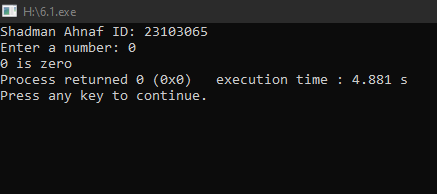 H:\6.1.exe
Shadman Ahnaf ID: 23103065
Enter a number: 0
0 is zero
Process returned 0 (0x0)   execution time : 4.881 s
Press any key to continue.